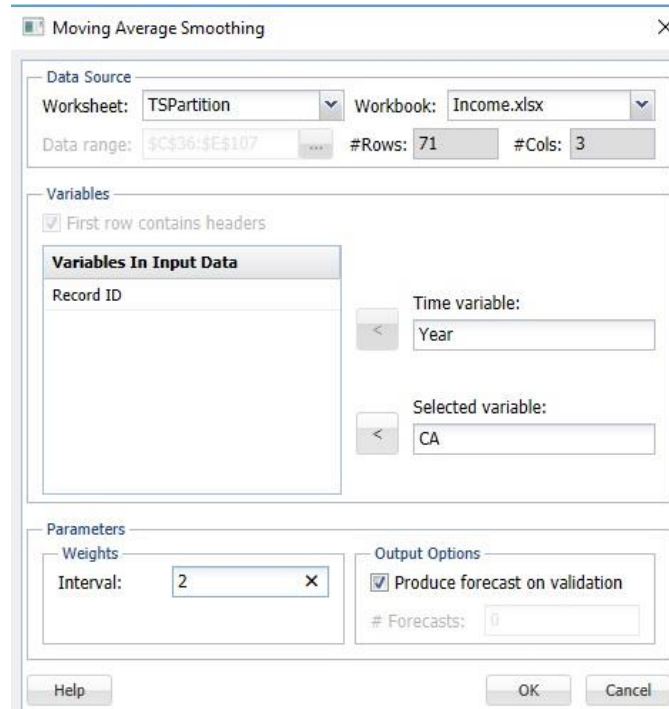 Moving Average Smoothing
Data Source
Worksheet: TSPartition Workbook: Income.xlsx
Data range: $C$36:$E$107 ... #Rows: 71 #Cols: 3
Variables
First row contains headers
Variables In Input Data
Record ID
Time variable:
< Year
Selected variable:
< CA
Parameters
Weights Output Options
Interval: 2 Produce forecast on validation
# Forecasts: 0
Help OK Cancel